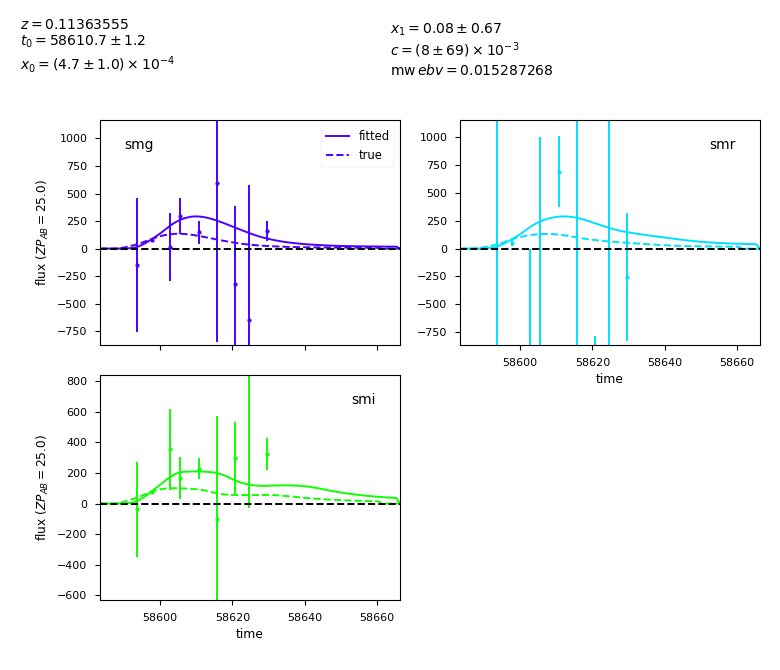 z = 0.11363555
t₀ = 58610.7 ± 1.2
x₀ = (4.7 ± 1.0) × 10⁻⁴
x₁ = 0.08 ± 0.67
c = (8 ± 69) × 10⁻³
mw ebv = 0.015287268
smg
fitted
true
1000
750
500
250
0
−250
−500
−750
flux (ZP_AB = 25.0)
smr
1000
750
500
250
0
−250
−500
−750
58600 58620 58640 58660
time
smi
800
600
400
200
0
−200
−400
−600
flux (ZP_AB = 25.0)
58600 58620 58640 58660
time